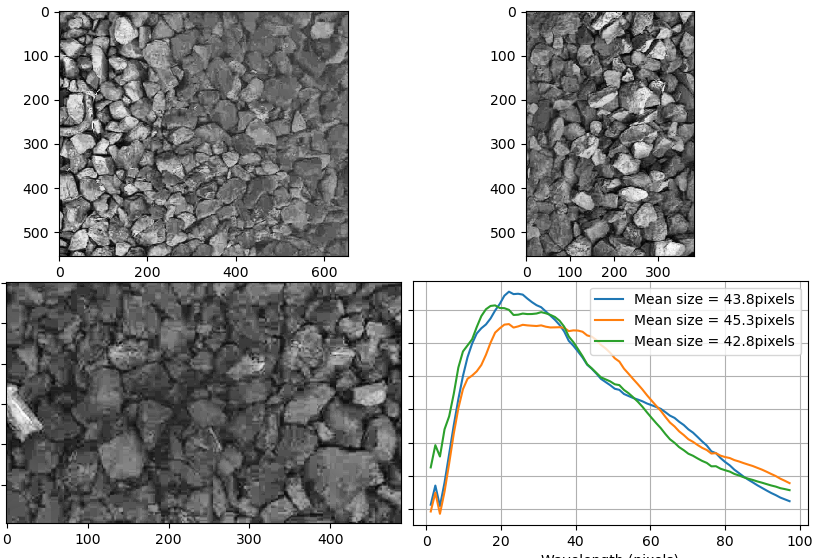 0
100
200
300
400
500
0 200 400 600
0
100
200
300
400
500
0 100 200 300
0 100 200 300 400
Mean size = 43.8pixels
Mean size = 45.3pixels
Mean size = 42.8pixels
0 20 40 60 80 100
Wavelength (pixels)